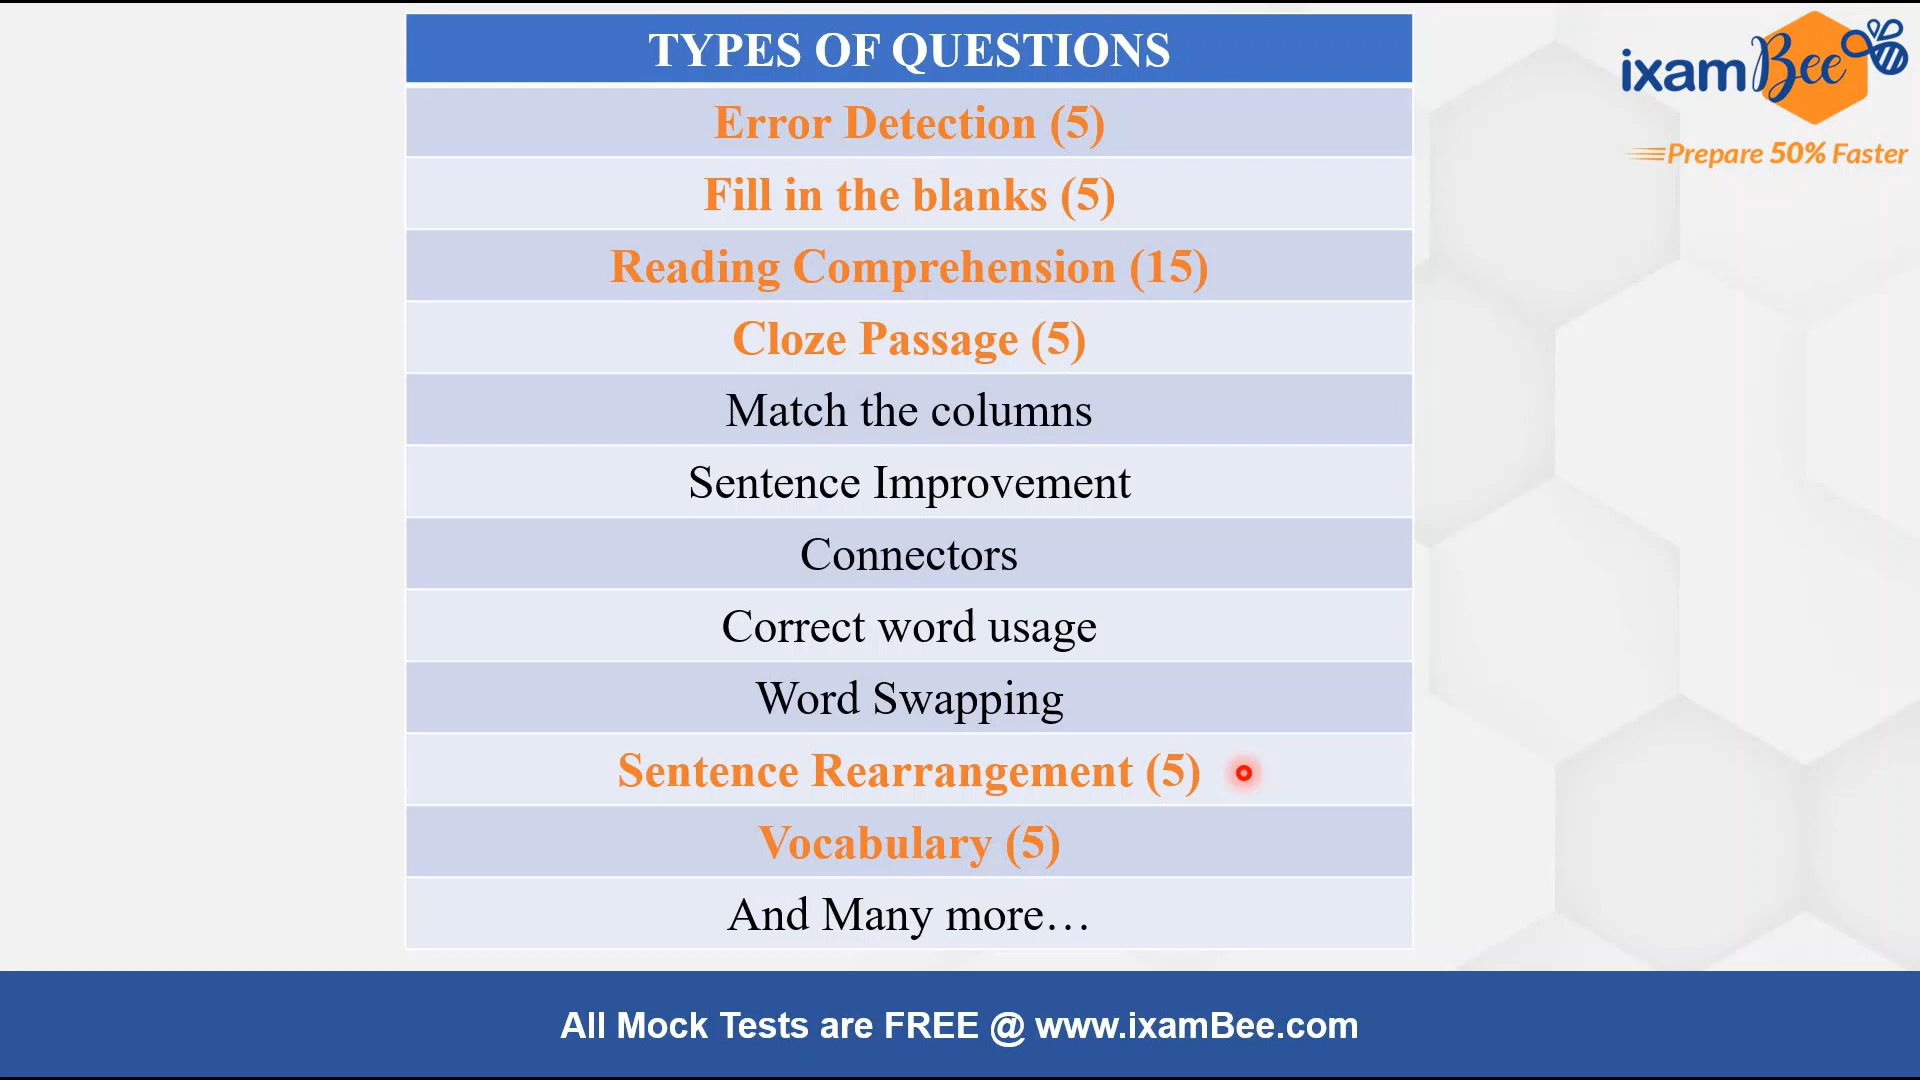 TYPES OF QUESTIONS
Error Detection (5)
Fill in the blanks (5)
Reading Comprehension (15)
Cloze Passage (5)
Match the columns
Sentence Improvement
Connectors
Correct word usage
Word Swapping
Sentence Rearrangement (5)
Vocabulary (5)
And Many more…
ixamBee
Prepare 50% Faster
All Mock Tests are FREE @ www.ixamBee.com